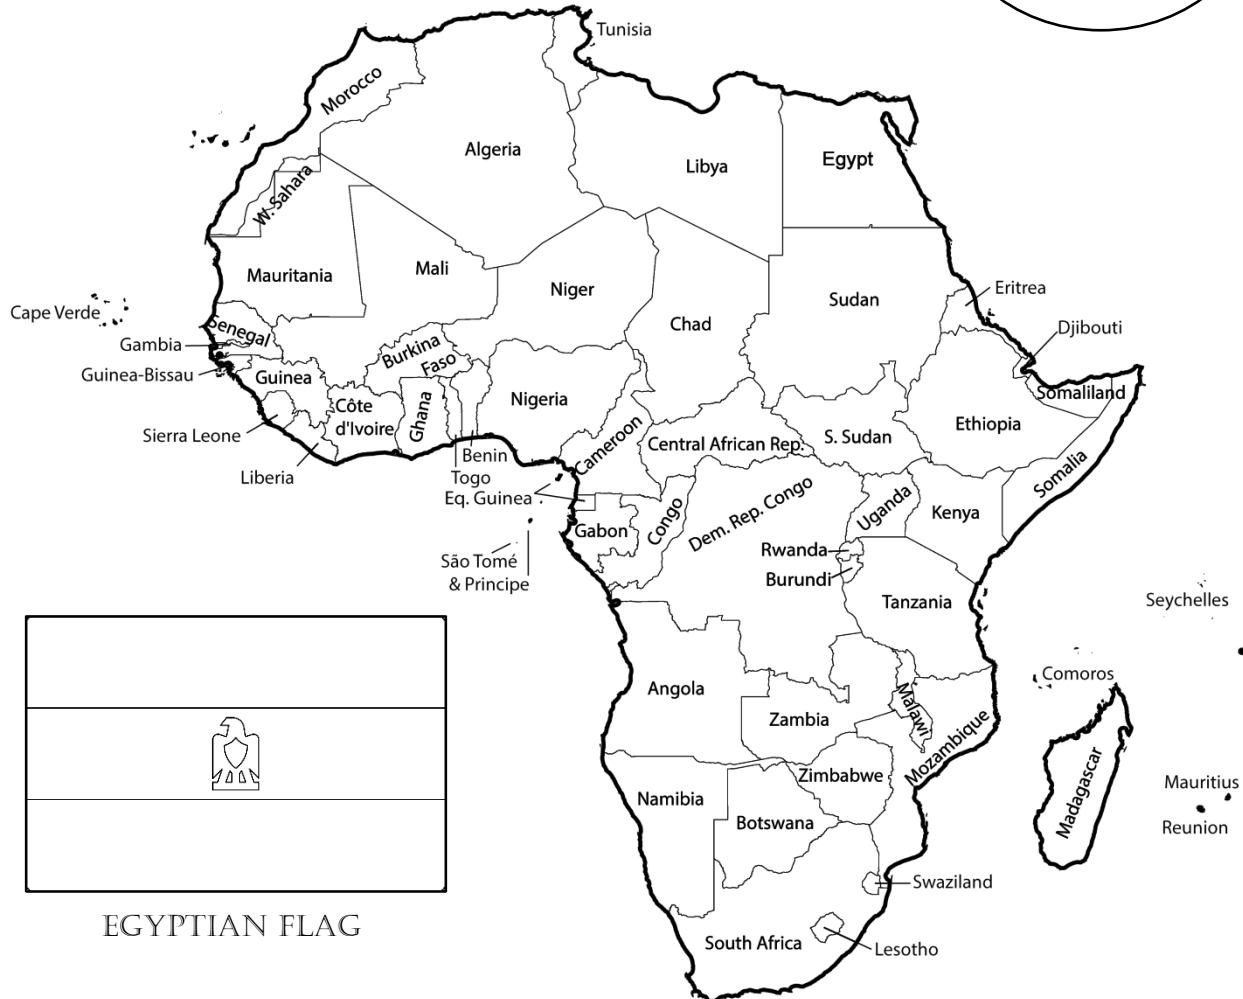 Tunisia
Morocco
Algeria
Libya
Egypt
W. Sahara
Mauritania
Mali
Niger
Chad
Sudan
Eritrea
Cape Verde
Senegal
Gambia
Guinea-Bissau
Guinea
Burkina
Faso
Djibouti
Somaliland
Sierra Leone
Côte
d'Ivoire
Ghana
Nigeria
Cameroon
Central African Rep.
S. Sudan
Ethiopia
Liberia
Benin
Togo
Eq. Guinea
Somalia
Gabon
Congo
Dem. Rep. Congo
Uganda
Kenya
São Tomé
& Principe
Rwanda
Burundi
Tanzania
Seychelles
Comoros
Angola
Zambia
Malawi
Mozambique
Zimbabwe
Namibia
Botswana
Madagascar
Mauritius
Reunion
Swaziland
South Africa
Lesotho
EGYPTIAN FLAG